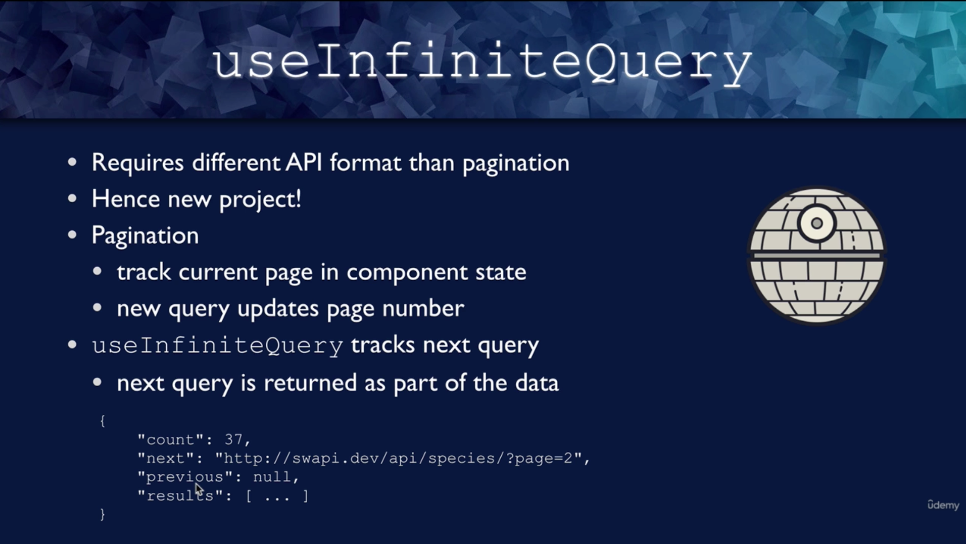 useInfiniteQuery
• Requires different API format than pagination
• Hence new project!
• Pagination
• track current page in component state
• new query updates page number
• useInfiniteQuery tracks next query
• next query is returned as part of the data
{
"count": 37,
"next": "http://swapi.dev/api/species/?page=2",
"previous": null,
"results": [ ... ]
}
ûdemy